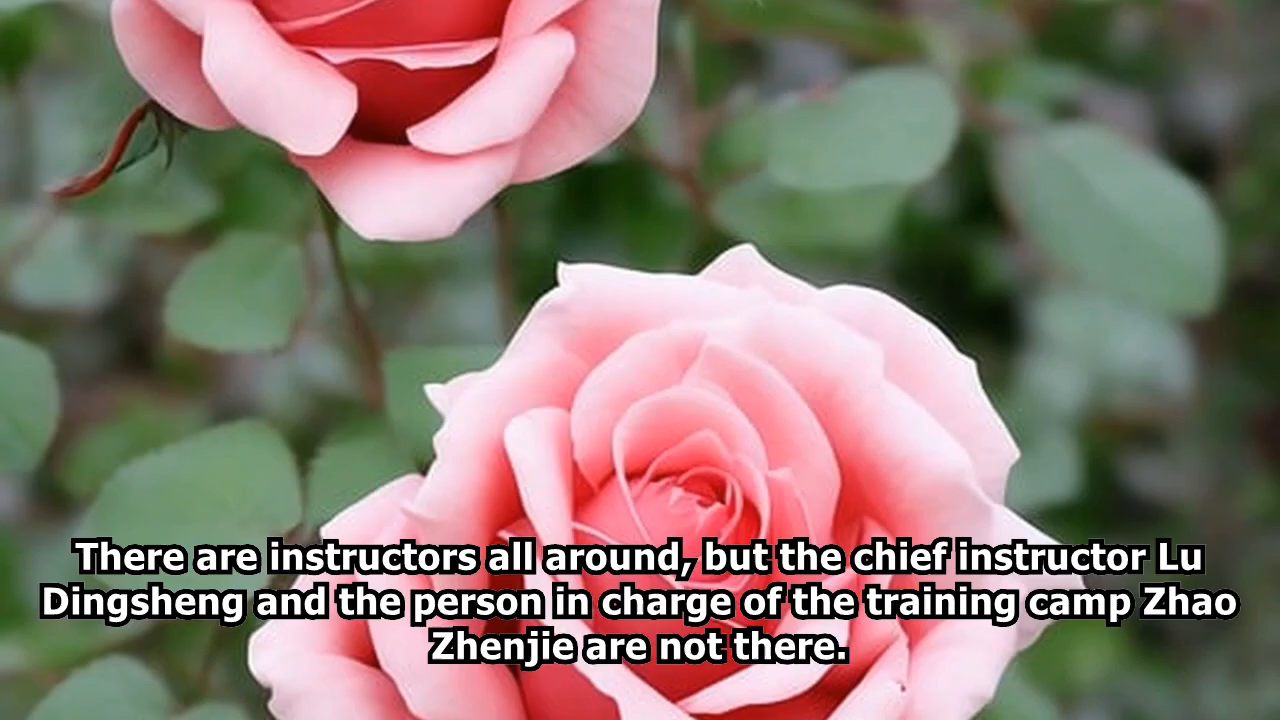 There are instructors all around, but the chief instructor Lu
Dingsheng and the person in charge of the training camp Zhao
Zhenjie are not there.